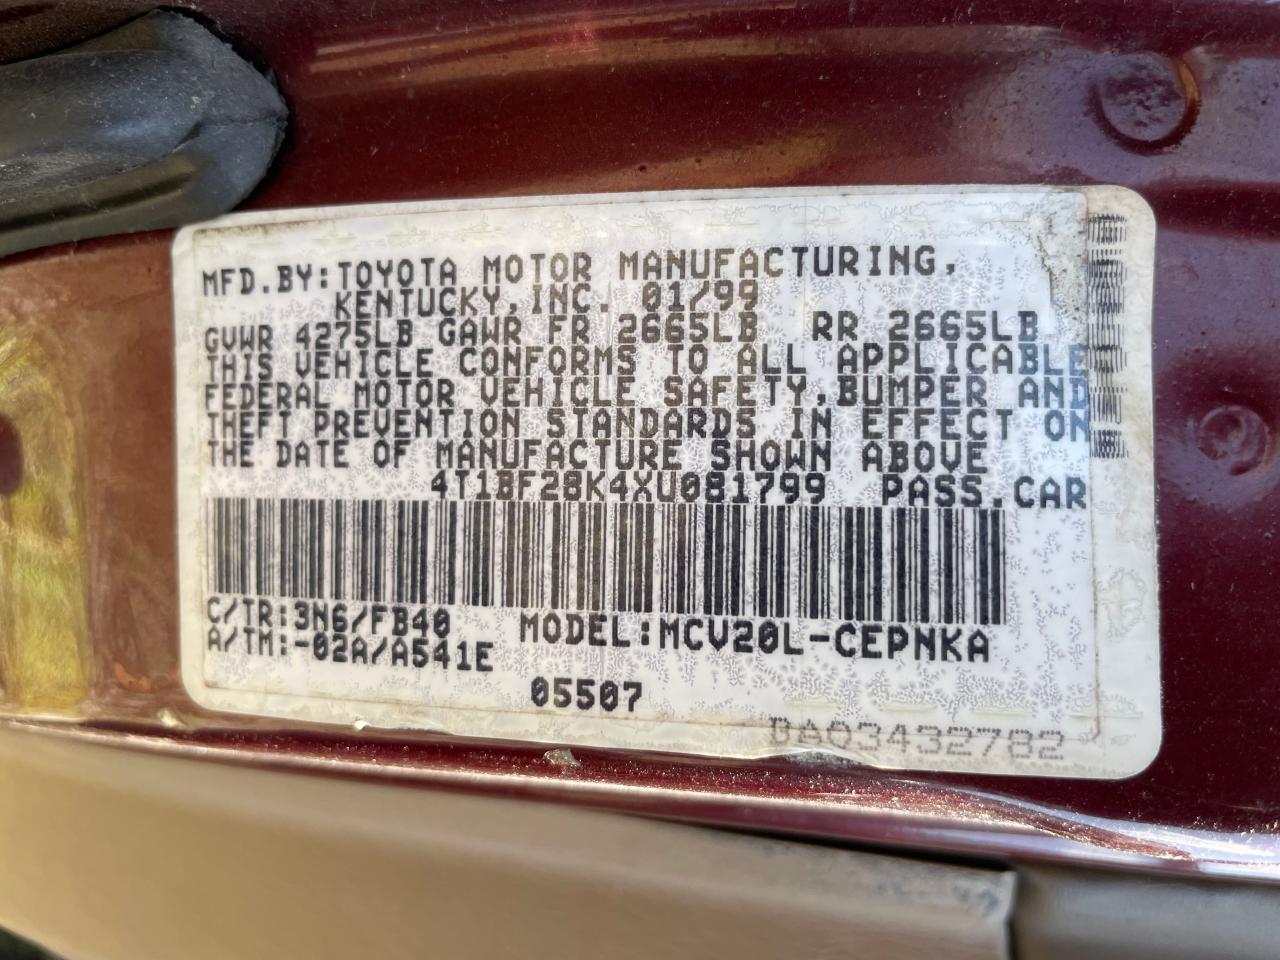 MFD.BY:TOYOTA MOTOR MANUFACTURING,
KENTUCKY,INC. 01/99
GVWR 4275LB GAWR FR 2665LB RR 2665LB
THIS VEHICLE CONFORMS TO ALL APPLICABLE
FEDERAL MOTOR VEHICLE SAFETY,BUMPER AND
THEFT PREVENTION STANDARDS IN EFFECT ON
THE DATE OF MANUFACTURE SHOWN ABOVE
4T1BF28K4XU081799 PASS.CAR
C/TR:3N6/FB40 MODEL:MCV20L-CEPNKA
A/TM:-02A/A541E
05507
BA03432782